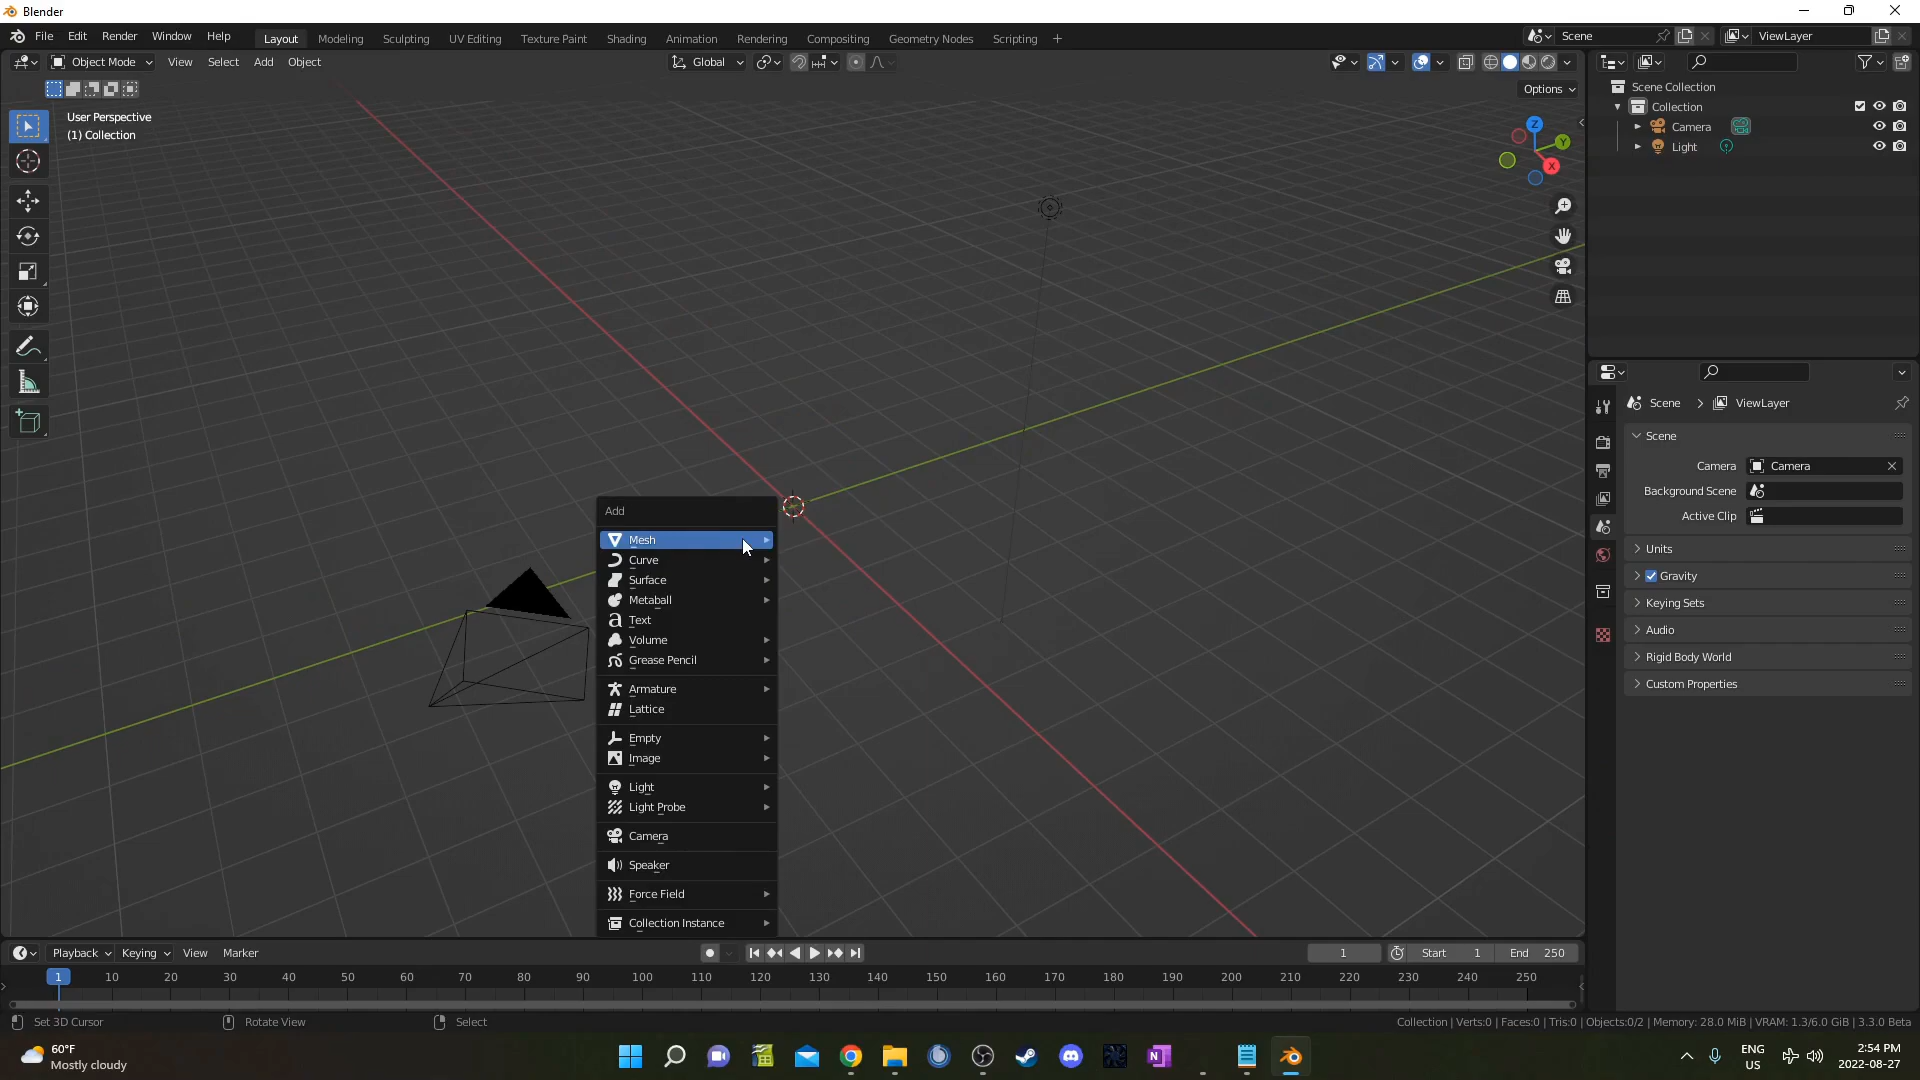 Blender
File Edit Render Window Help Layout Modeling Sculpting UV Editing Texture Paint Shading Animation Rendering Compositing Geometry Nodes Scripting + Scene ViewLayer
Object Mode View Select Add Object Global
Options
User Perspective
(1) Collection
Z
Y
X
Scene Collection
Collection
Camera
Light
Scene > ViewLayer
Scene
Camera Camera
Background Scene
Active Clip
Units
Gravity
Keying Sets
Audio
Rigid Body World
Custom Properties
Add
Mesh
Curve
Surface
Metaball
Text
Volume
Grease Pencil
Armature
Lattice
Empty
Image
Light
Light Probe
Camera
Speaker
Force Field
Collection Instance
Playback Keying View Marker 1 Start 1 End 250
1 10 20 30 40 50 60 70 80 90 100 110 120 130 140 150 160 170 180 190 200 210 220 230 240 250
Set 3D Cursor Rotate View Select Collection | Verts:0 | Faces:0 | Tris:0 | Objects:0/2 | Memory: 28.0 MiB | VRAM: 1.3/6.0 GiB | 3.3.0 Beta
60°F
Mostly cloudy
ENG
US
2:54 PM
2022-08-27